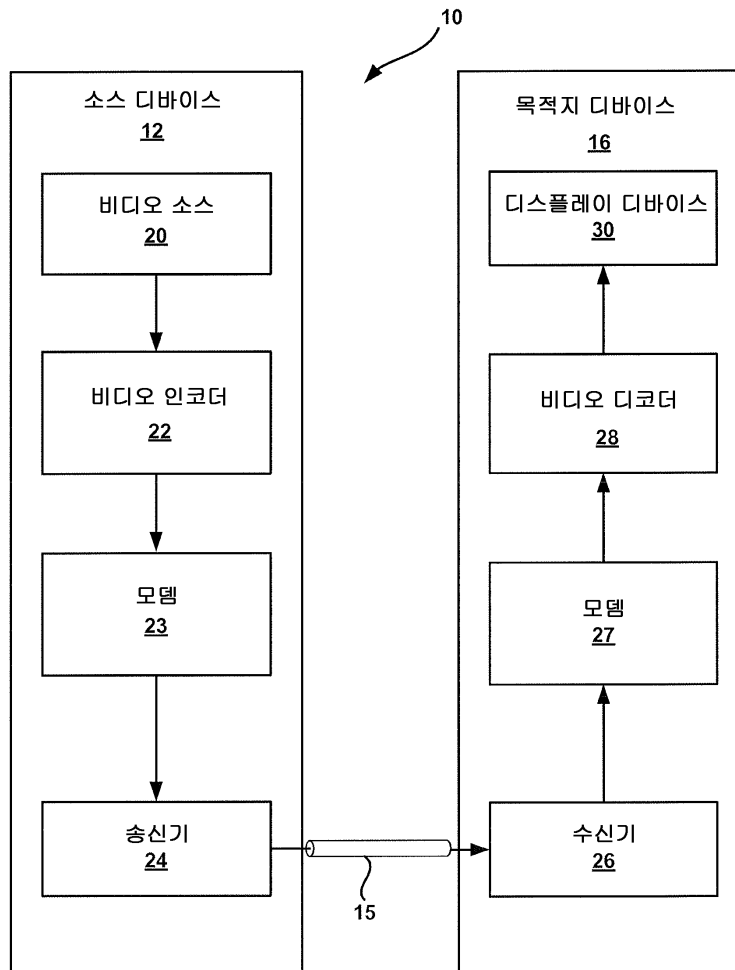 10
소스 디바이스
12
비디오 소스
20
비디오 인코더
22
모뎀
23
송신기
24
15
목적지 디바이스
16
디스플레이 디바이스
30
비디오 디코더
28
모뎀
27
수신기
26